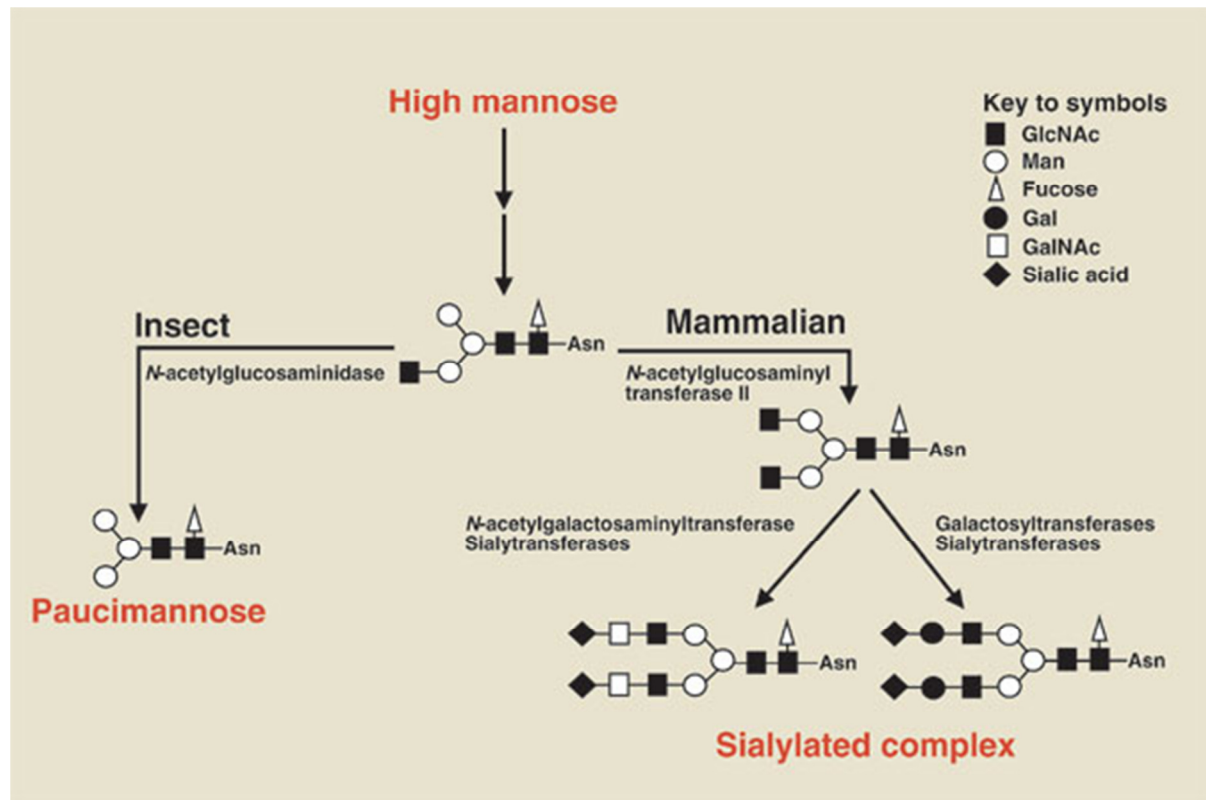 High mannose
Key to symbols
GlcNAc
Man
Fucose
Gal
GalNAc
Sialic acid
Insect
N-acetylglucosaminidase
Asn
Mammalian
N-acetylglucosaminyl
transferase II
Asn
N-acetylgalactosaminyltransferase
Sialytransferases
Galactosyltransferases
Sialytransferases
Asn
Paucimannose
Asn
Asn
Sialylated complex